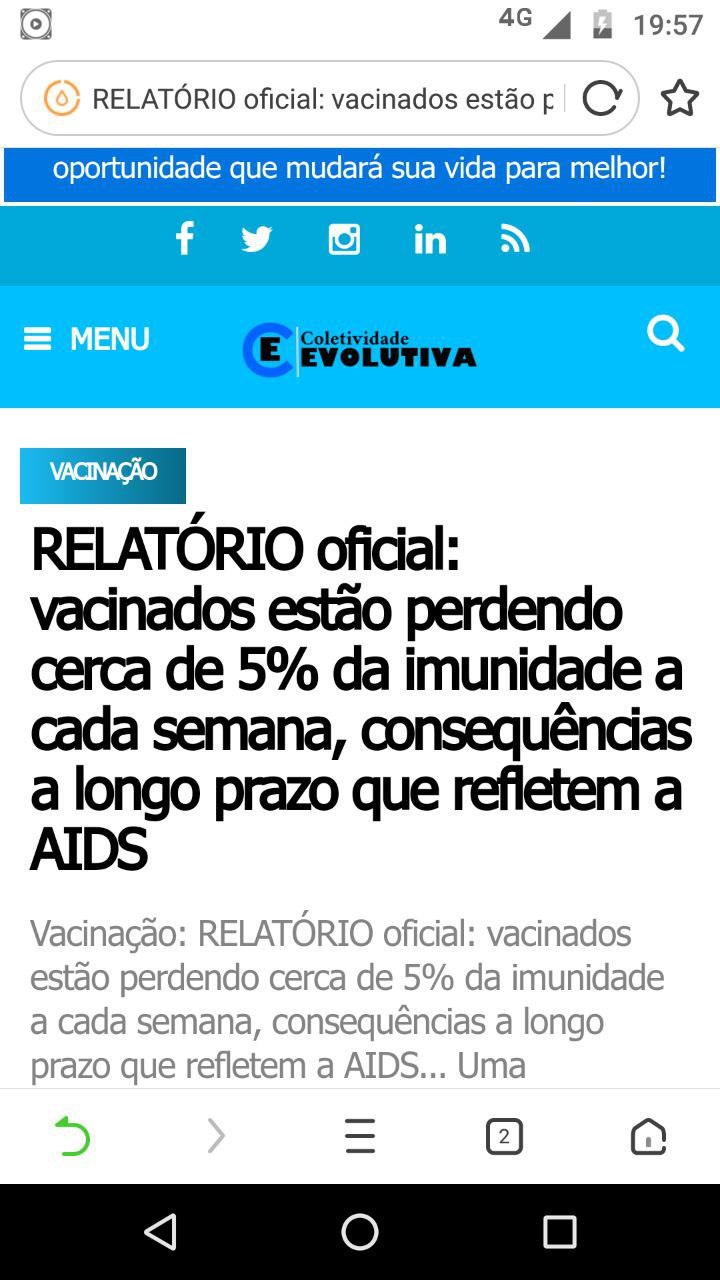 4G 19:57
RELATÓRIO oficial: vacinados estão p
oportunidade que mudará sua vida para melhor!
MENU
CE Coletividade
EVOLUTIVA
VACINAÇÃO
RELATÓRIO oficial:
vacinados estão perdendo
cerca de 5% da imunidade a
cada semana, consequências
a longo prazo que refletem a
AIDS
Vacinação: RELATÓRIO oficial: vacinados
estão perdendo cerca de 5% da imunidade
a cada semana, consequências a longo
prazo que refletem a AIDS... Uma
2